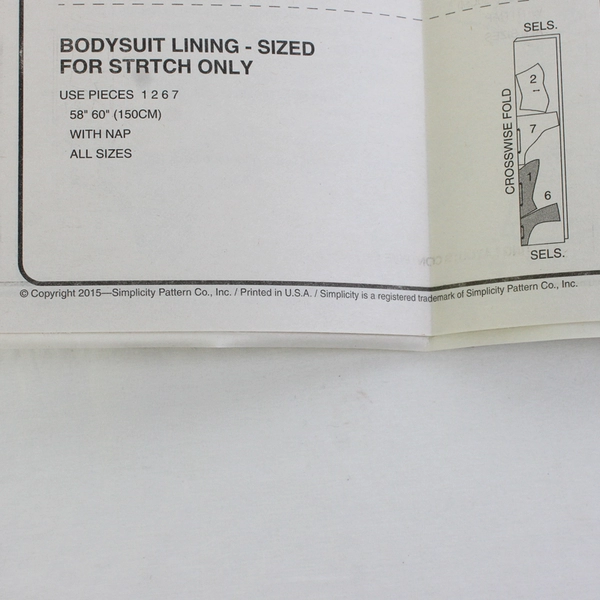 BODYSUIT LINING - SIZED
FOR STRTCH ONLY
USE PIECES 1 2 6 7
58" 60" (150CM)
WITH NAP
ALL SIZES
SELS.
CROSSWISE FOLD
2
7
1
6
SELS.
© Copyright 2015—Simplicity Pattern Co., Inc. / Printed in U.S.A. / Simplicity is a registered trademark of Simplicity Pattern Co., Inc.